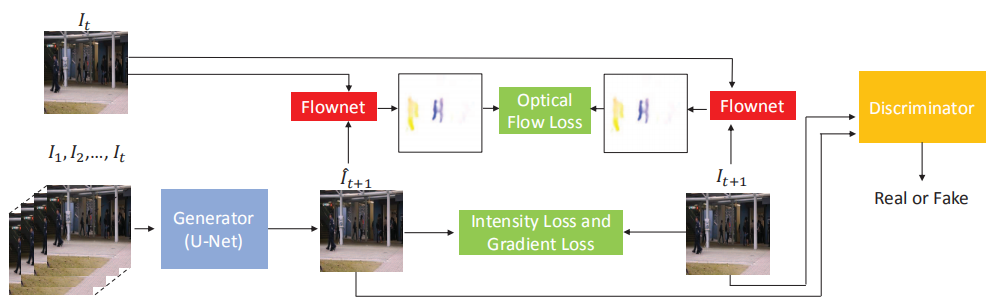 I_t
Flownet
Optical
Flow Loss
Flownet
Discriminator
I_1, I_2,..., I_t
Î_{t+1}
I_{t+1}
Real or Fake
Generator
(U-Net)
Intensity Loss and
Gradient Loss